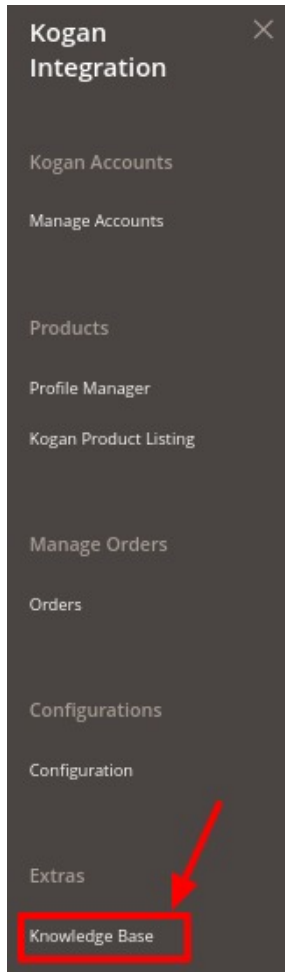 Kogan
Integration
Kogan Accounts
Manage Accounts
Products
Profile Manager
Kogan Product Listing
Manage Orders
Orders
Configurations
Configuration
Extras
Knowledge Base